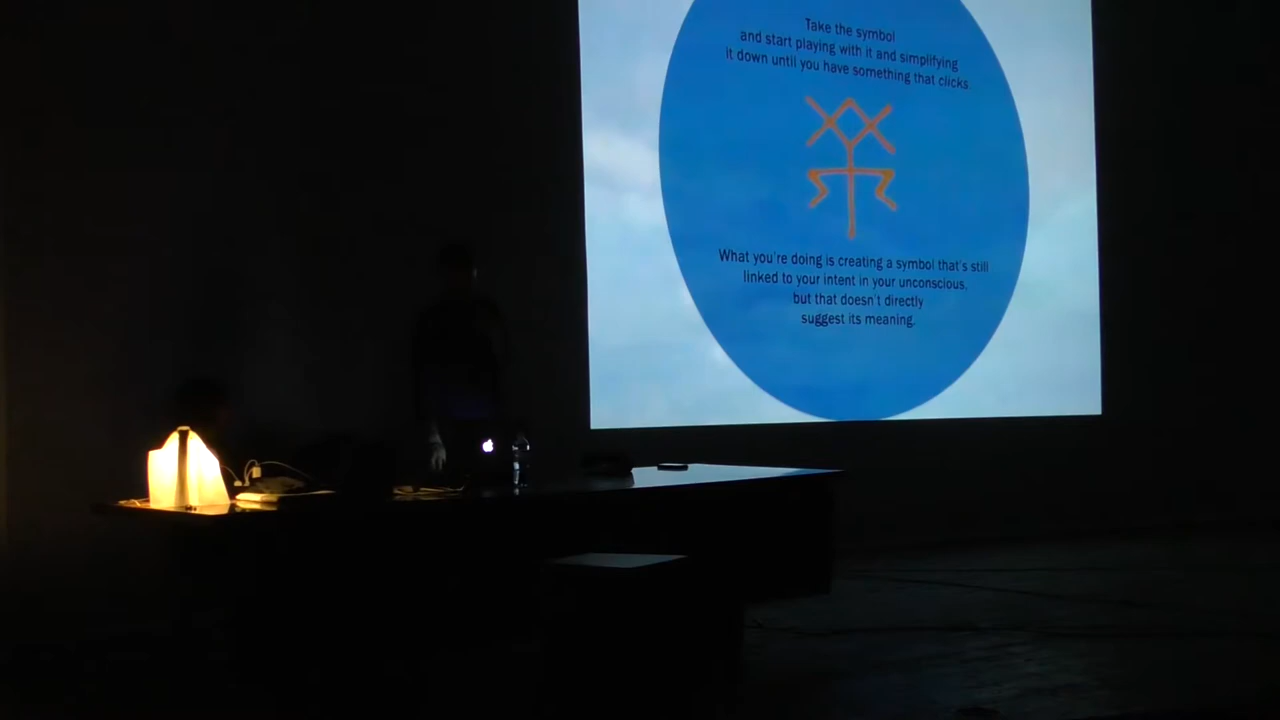 Take the symbol
and start playing with it and simplifying
it down until you have something that clicks.
What you're doing is creating a symbol that's still
linked to your intent in your unconscious,
but that doesn't directly
suggest its meaning.